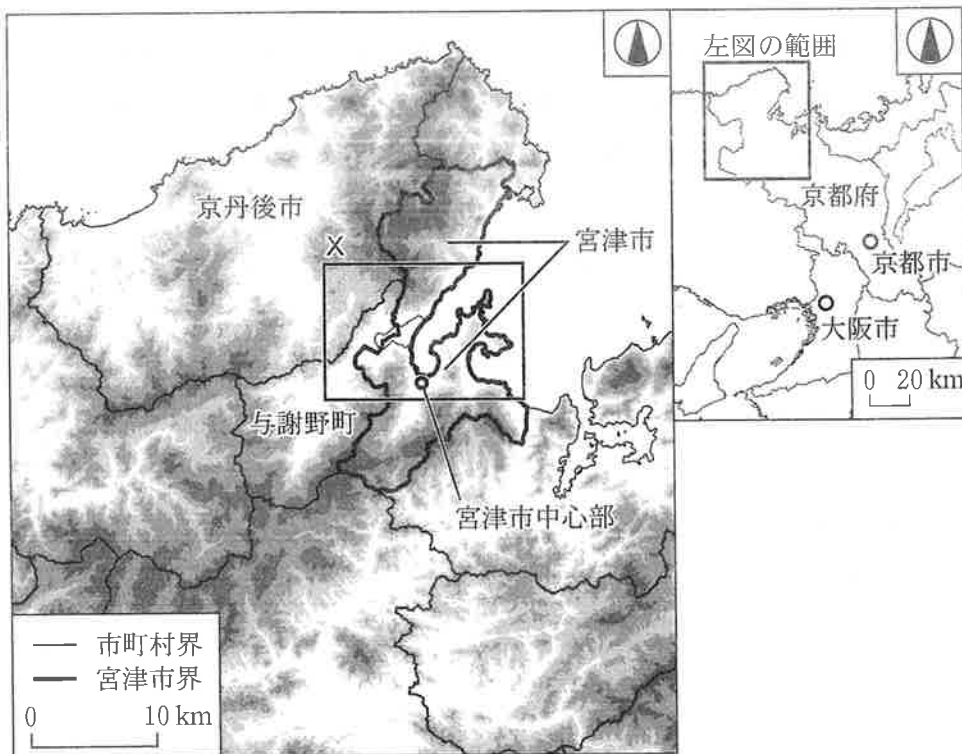 左図の範囲
京丹後市
宮津市
X
与謝野町
宮津市中心部
市町村界
宮津市界
0 10 km
京都府
京都市
大阪市
0 20 km